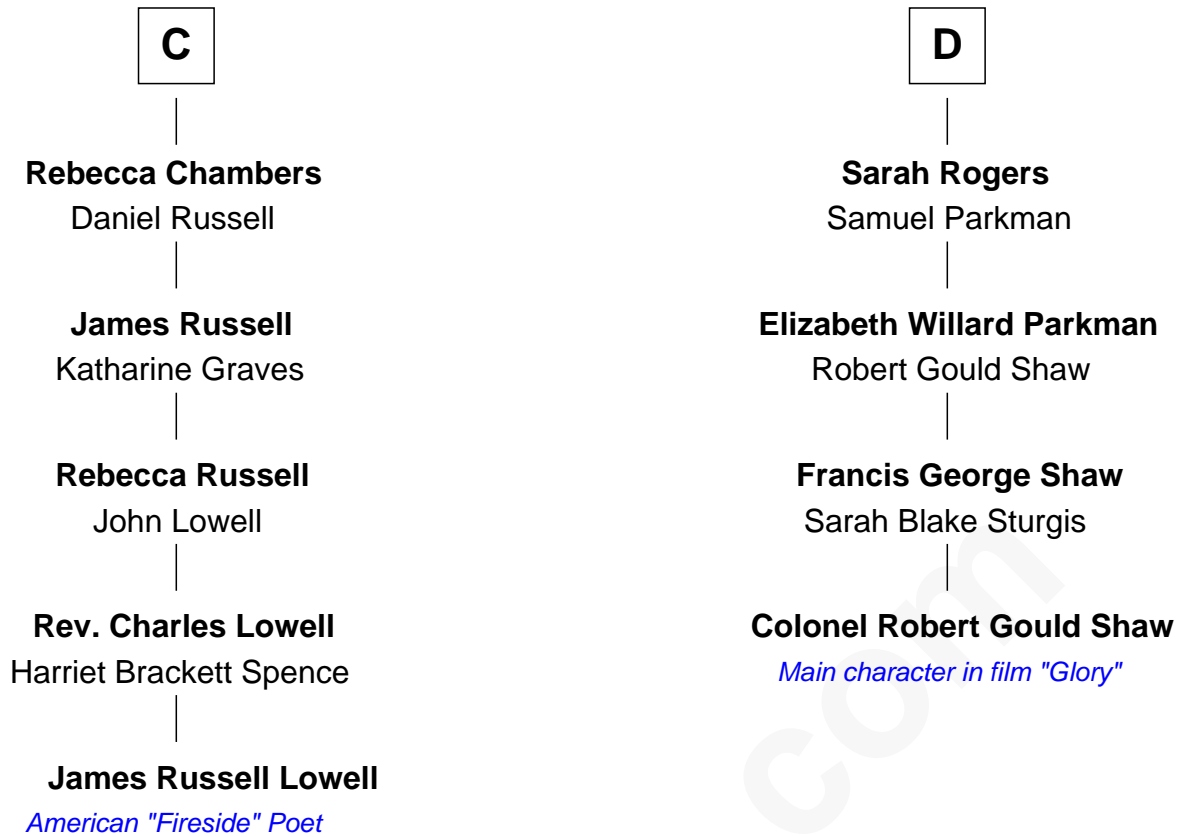 C
Rebecca Chambers
Daniel Russell
James Russell
Katharine Graves
Rebecca Russell
John Lowell
Rev. Charles Lowell
Harriet Brackett Spence
James Russell Lowell
American "Fireside" Poet
D
Sarah Rogers
Samuel Parkman
Elizabeth Willard Parkman
Robert Gould Shaw
Francis George Shaw
Sarah Blake Sturgis
Colonel Robert Gould Shaw
Main character in film "Glory"
com